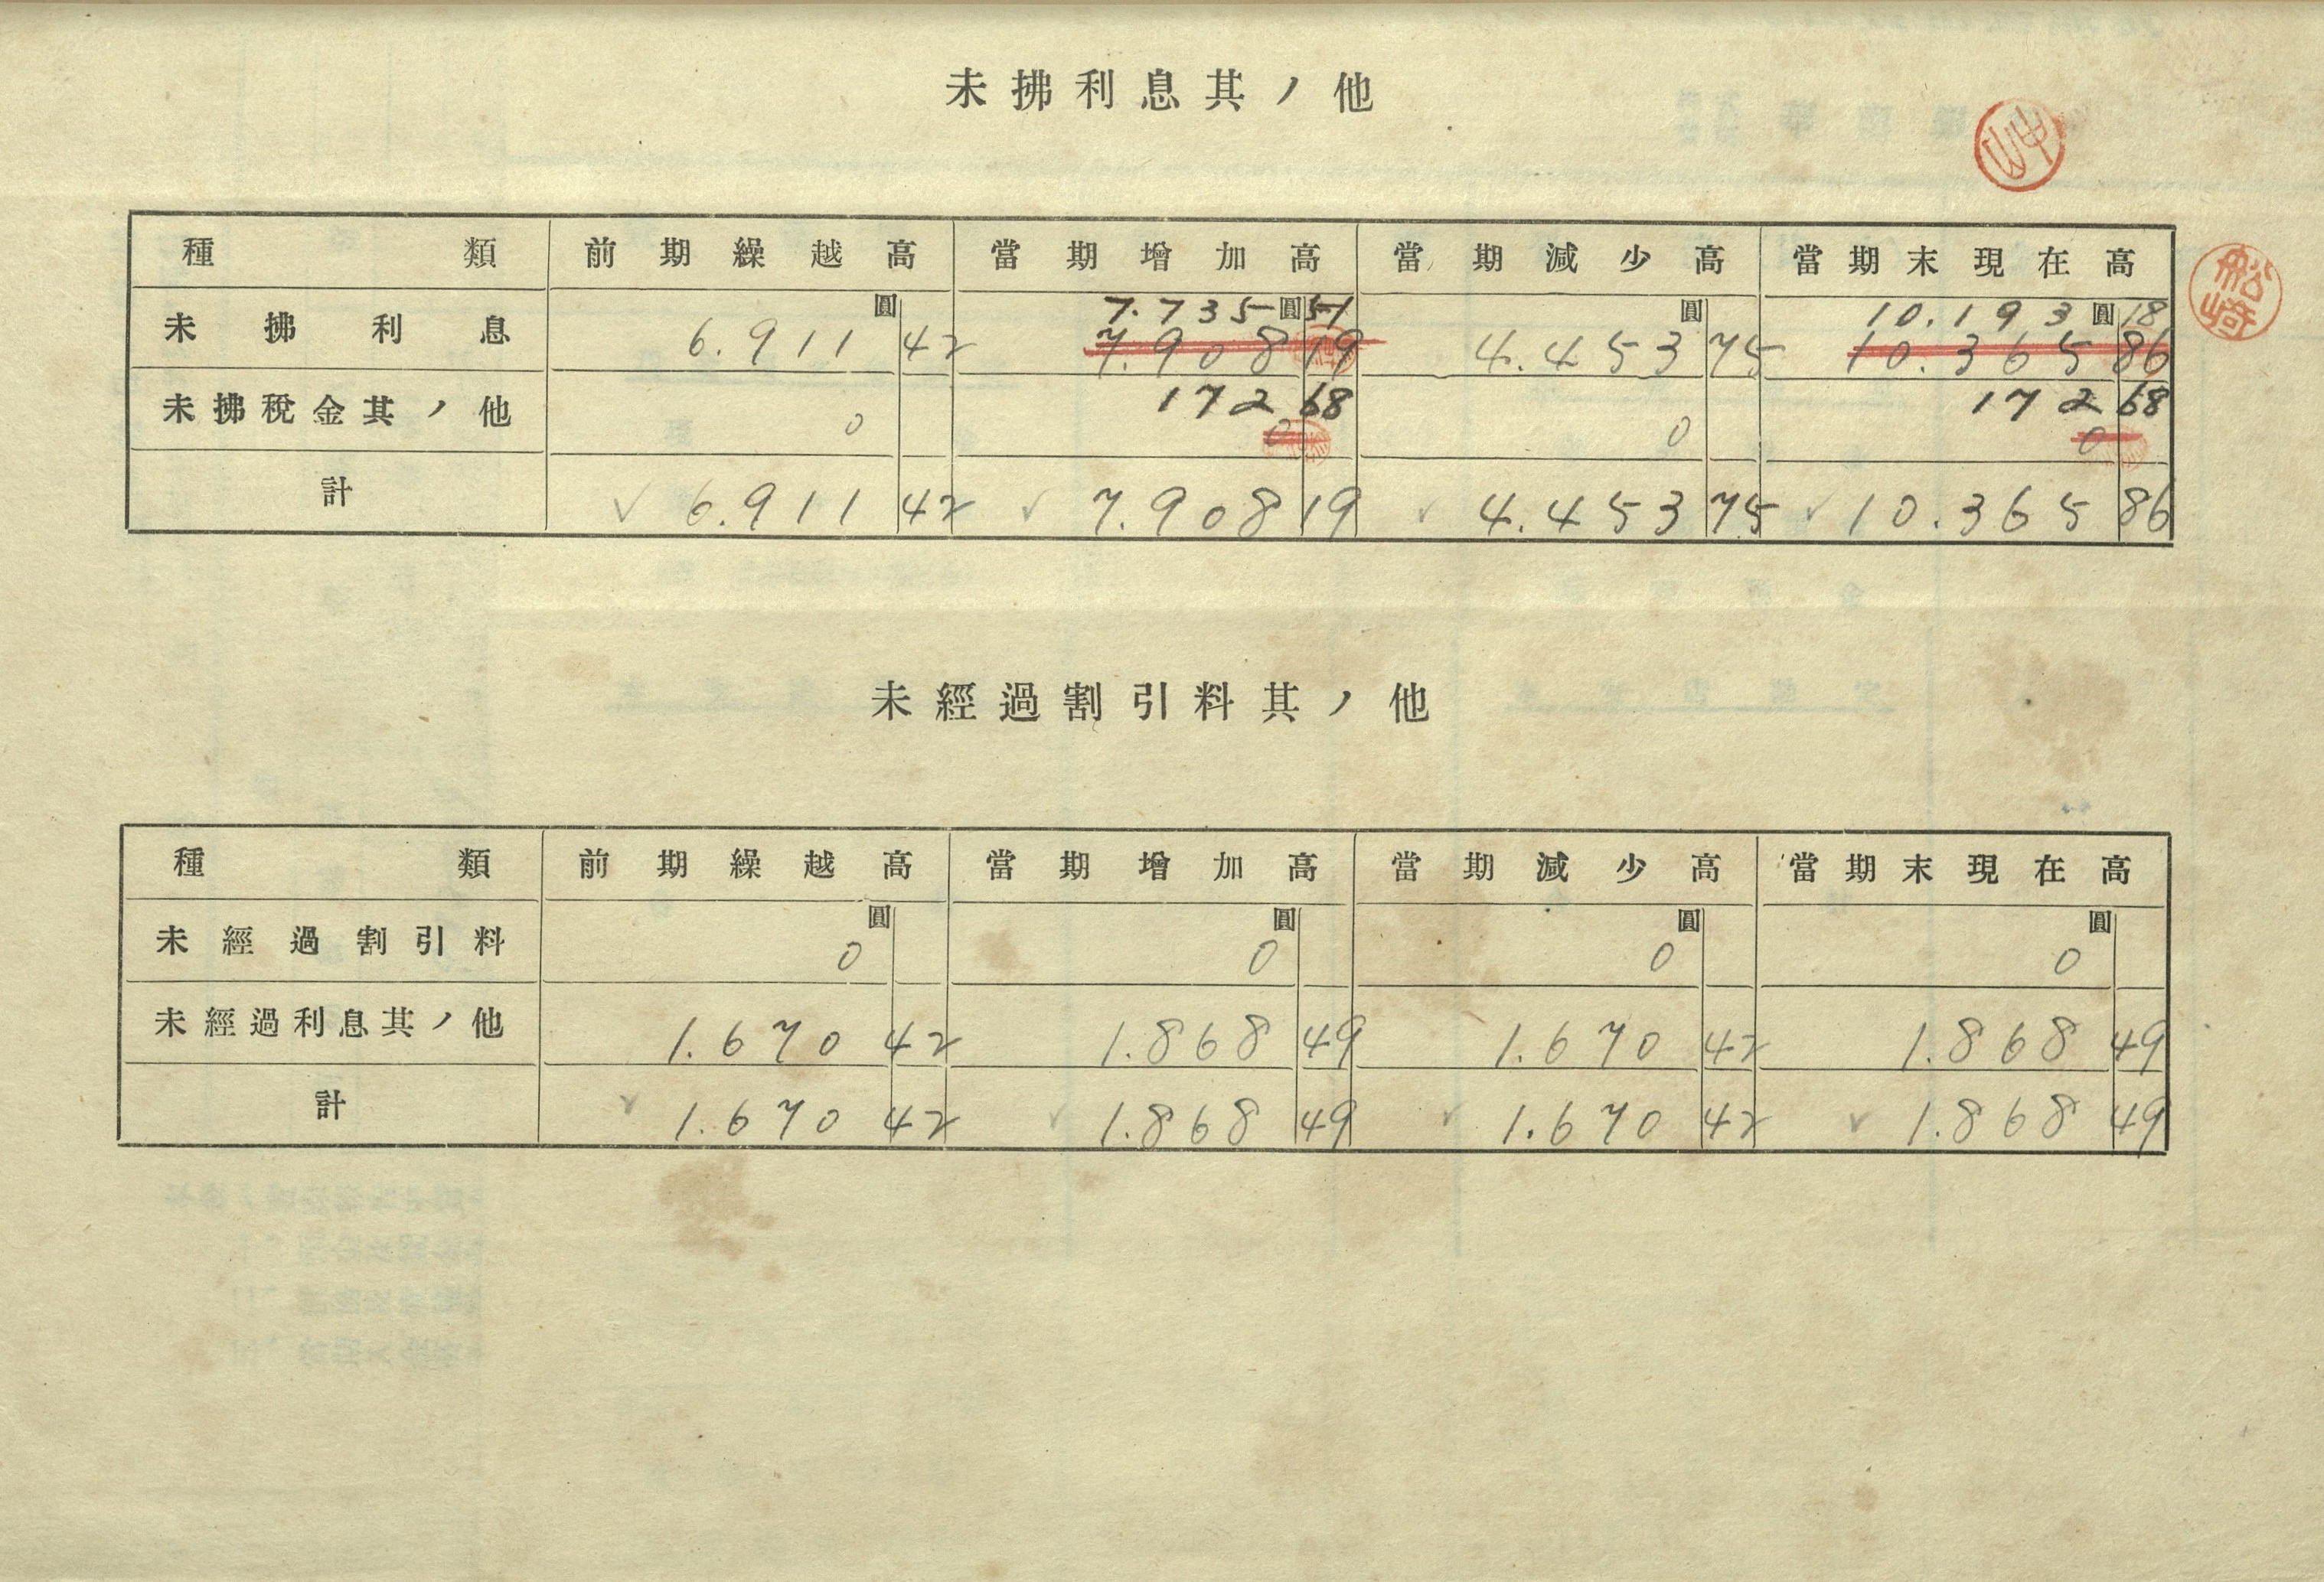 未拂利息其ノ他
種類 前期繰越高 當期增加高 當期減少高 當期末現在高
圓 7.735 圓 51 圓 10.193 圓 18
未拂利息 6.911 42 7.908 19 4.453 75 10.365 86
172 68 172 68
未拂稅金其ノ他 0 0 0 0
計 ✓ 6.911 42 ✓ 7.908 19 ✓ 4.453 75 ✓ 10.365 86
船崎
未經過割引料其ノ他
種類 前期繰越高 當期增加高 當期減少高 當期末現在高
圓 圓 圓 圓
未經過割引料 0 0 0 0
未經過利息其ノ他 1.670 42 1.868 49 1.670 42 1.868 49
計 ✓ 1.670 42 ✓ 1.868 49 ✓ 1.670 42 ✓ 1.868 49